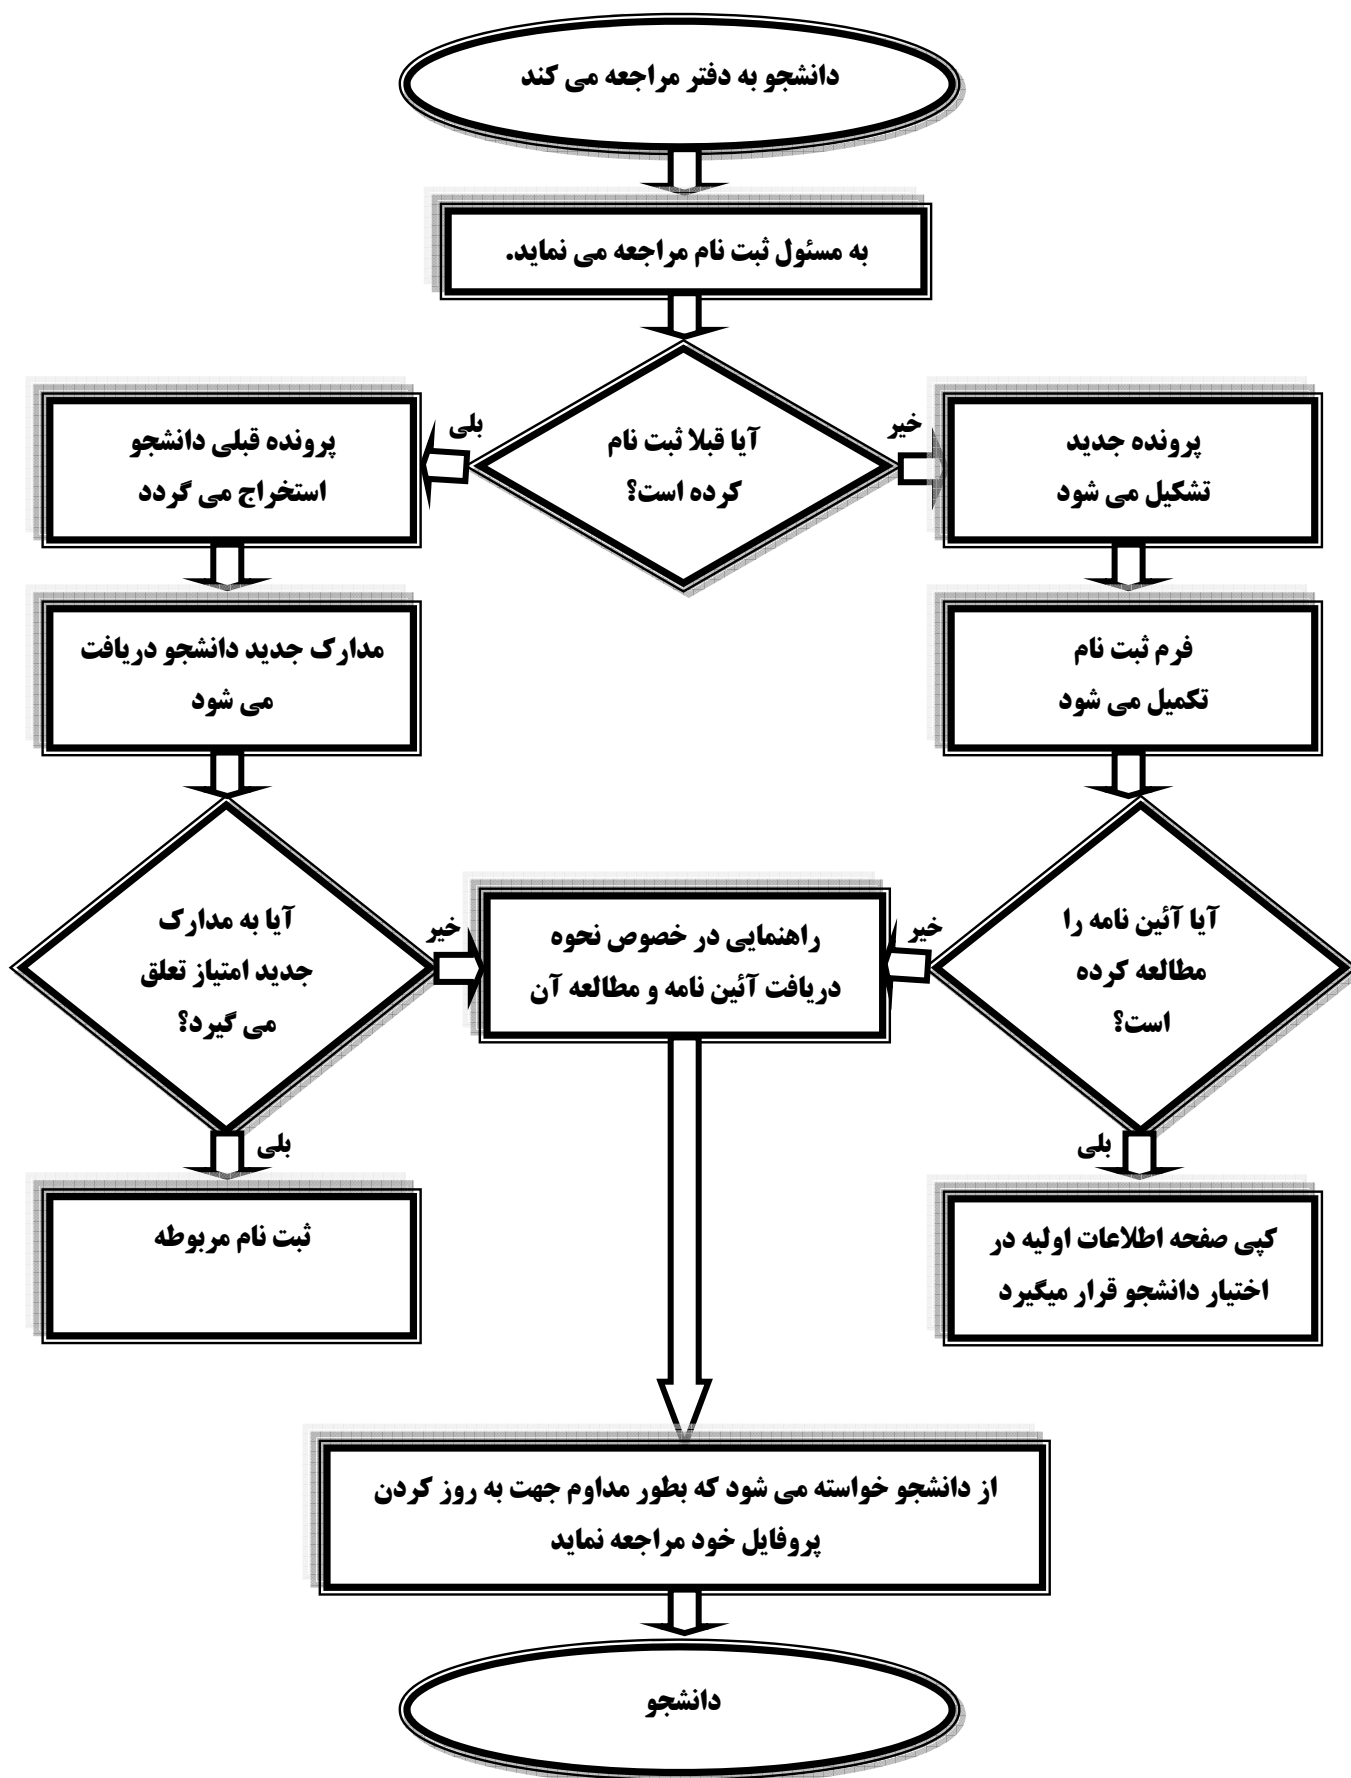 دانشجو به دفتر مراجعه می کند
به مسئول ثبت نام مراجعه می نماید.
آیا قبلا ثبت نام
کرده است؟
خیر
بلی
پرونده جدید
تشکیل می شود
پرونده قبلی دانشجو
استخراج می گردد
فرم ثبت نام
تکمیل می شود
مدارک جدید دانشجو دریافت
می شود
آیا آئین نامه را
مطالعه کرده
است؟
خیر
راهنمایی در خصوص نحوه
دریافت آئین نامه و مطالعه آن
خیر
آیا به مدارک
جدید امتیاز تعلق
می گیرد؟
بلی
بلی
کپی صفحه اطلاعات اولیه در
اختیار دانشجو قرار میگیرد
ثبت نام مربوطه
از دانشجو خواسته می شود که بطور مداوم جهت به روز کردن
پروفایل خود مراجعه نماید
دانشجو